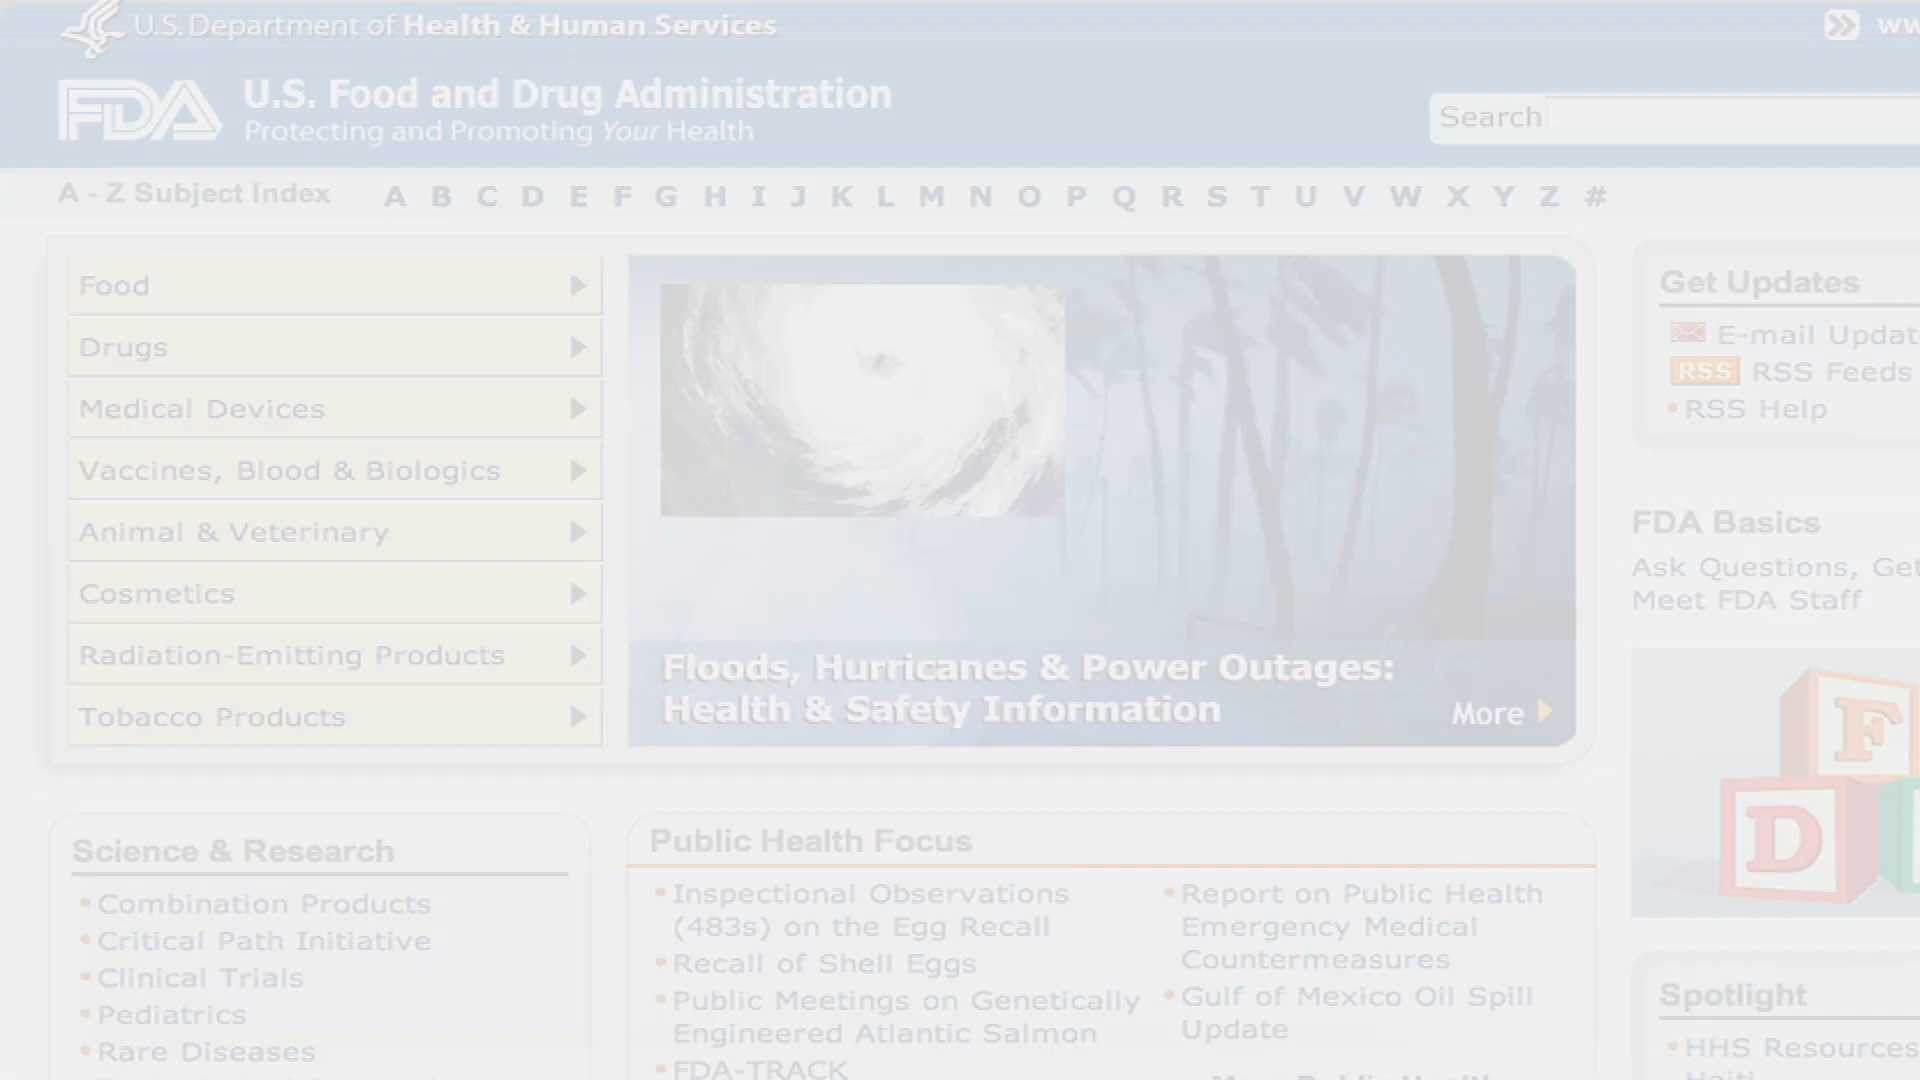 U.S. Department of Health & Human Services
FDA
U.S. Food and Drug Administration
Protecting and Promoting Your Health
Search
A - Z Subject Index
A B C D E F G H I J K L M N O P Q R S T U V W X Y Z #
Food
Drugs
Medical Devices
Vaccines, Blood & Biologics
Animal & Veterinary
Cosmetics
Radiation-Emitting Products
Tobacco Products
Floods, Hurricanes & Power Outages:
Health & Safety Information
More
Get Updates
RSS
RSS Feeds
E-mail
RSS Help
FDA Basics
Ask Questions, Get
Meet FDA Staff
F
D
Science & Research
Combination Products
Critical Path Initiative
Clinical Trials
Pediatrics
Rare Diseases
Public Health Focus
Inspectional Observations
(483s) on the Egg Recall
Recall of Shell Eggs
Public Meetings on Genetically
Engineered Atlantic Salmon
FDA-TRACK
Report on Public Health
Emergency Medical
Countermeasures
Gulf of Mexico Oil Spill
Update
Spotlight
HHS Resources